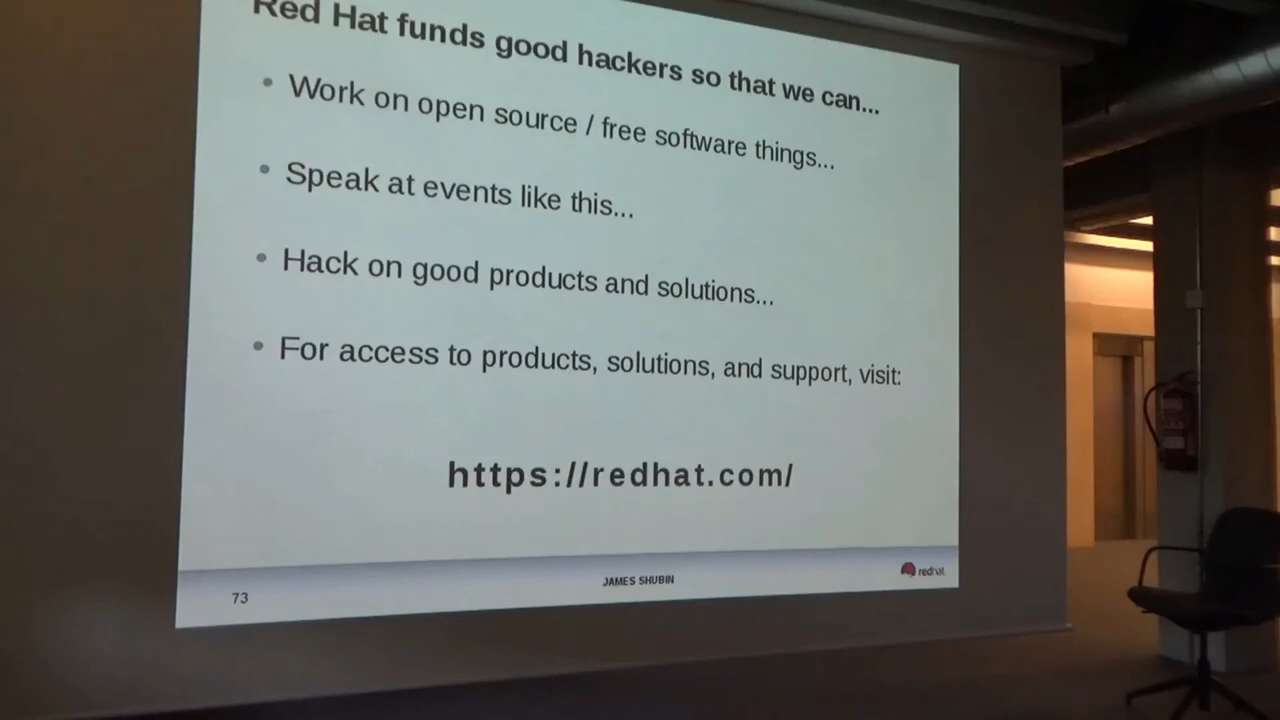 Red Hat funds good hackers so that we can...
• Work on open source / free software things...
• Speak at events like this...
• Hack on good products and solutions...
• For access to products, solutions, and support, visit:
https://redhat.com/
73
JAMES SHUBIN
redhat.